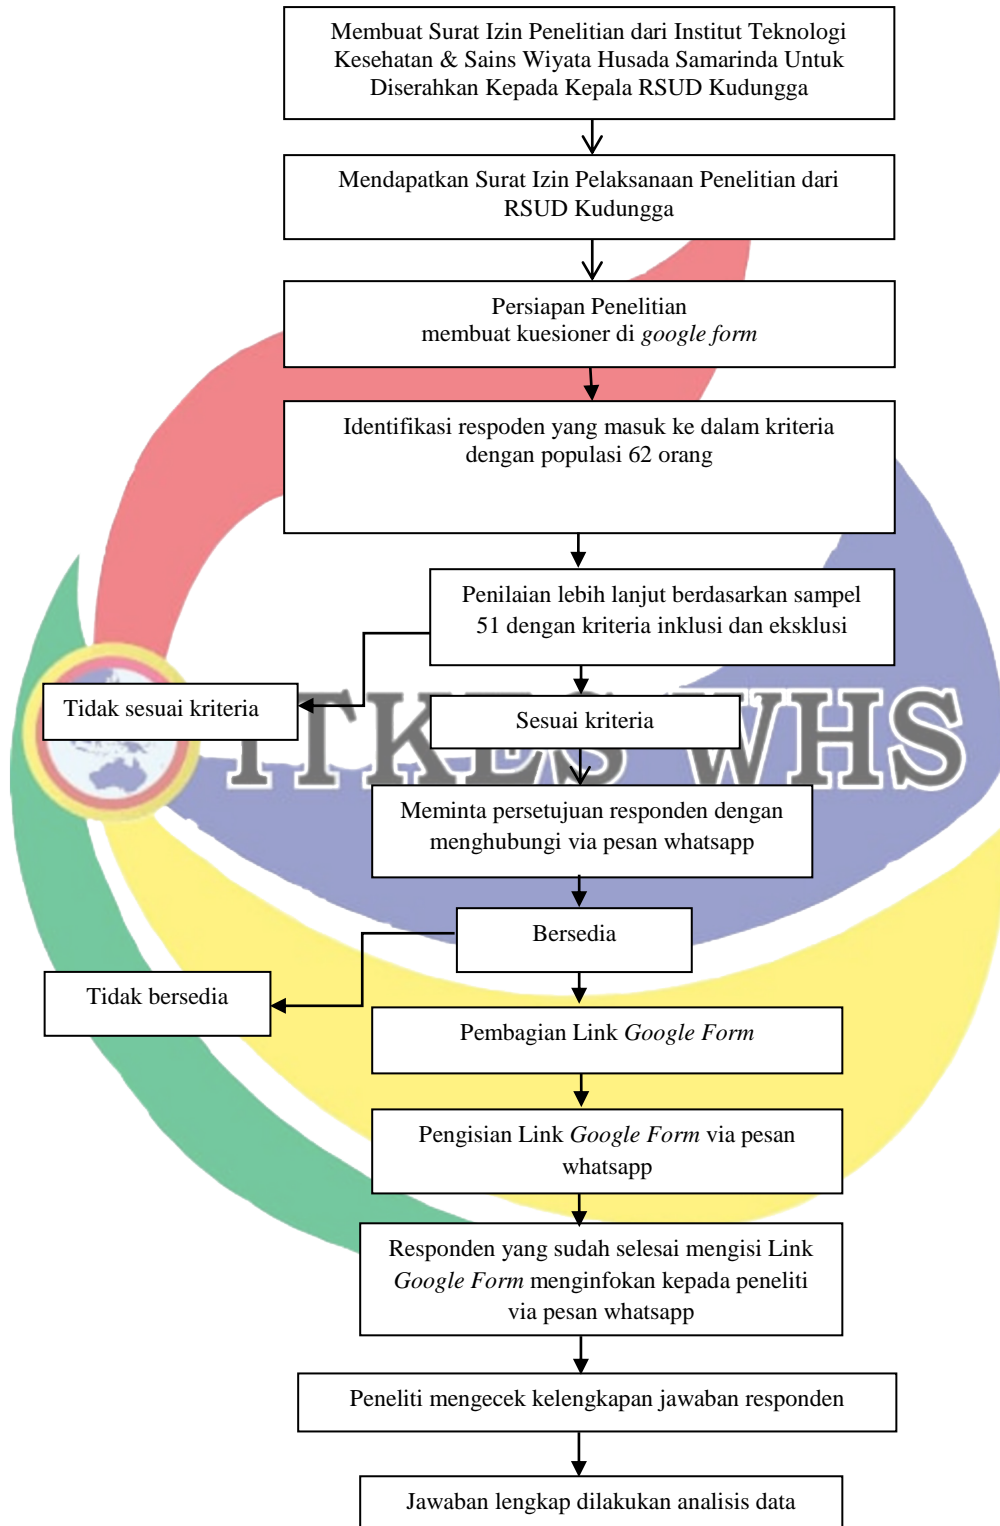 Membuat Surat Izin Penelitian dari Institut Teknologi
Kesehatan & Sains Wiyata Husada Samarinda Untuk
Diserahkan Kepada Kepala RSUD Kudungga
Mendapatkan Surat Izin Pelaksanaan Penelitian dari
RSUD Kudungga
Persiapan Penelitian
membuat kuesioner di google form
Identifikasi respoden yang masuk ke dalam kriteria
dengan populasi 62 orang
Penilaian lebih lanjut berdasarkan sampel
51 dengan kriteria inklusi dan eksklusi
Tidak sesuai kriteria
Sesuai kriteria
ITKES WHS
Meminta persetujuan responden dengan
menghubungi via pesan whatsapp
Bersedia
Tidak bersedia
Pembagian Link Google Form
Pengisian Link Google Form via pesan
whatsapp
Responden yang sudah selesai mengisi Link
Google Form menginfokan kepada peneliti
via pesan whatsapp
Peneliti mengecek kelengkapan jawaban responden
Jawaban lengkap dilakukan analisis data